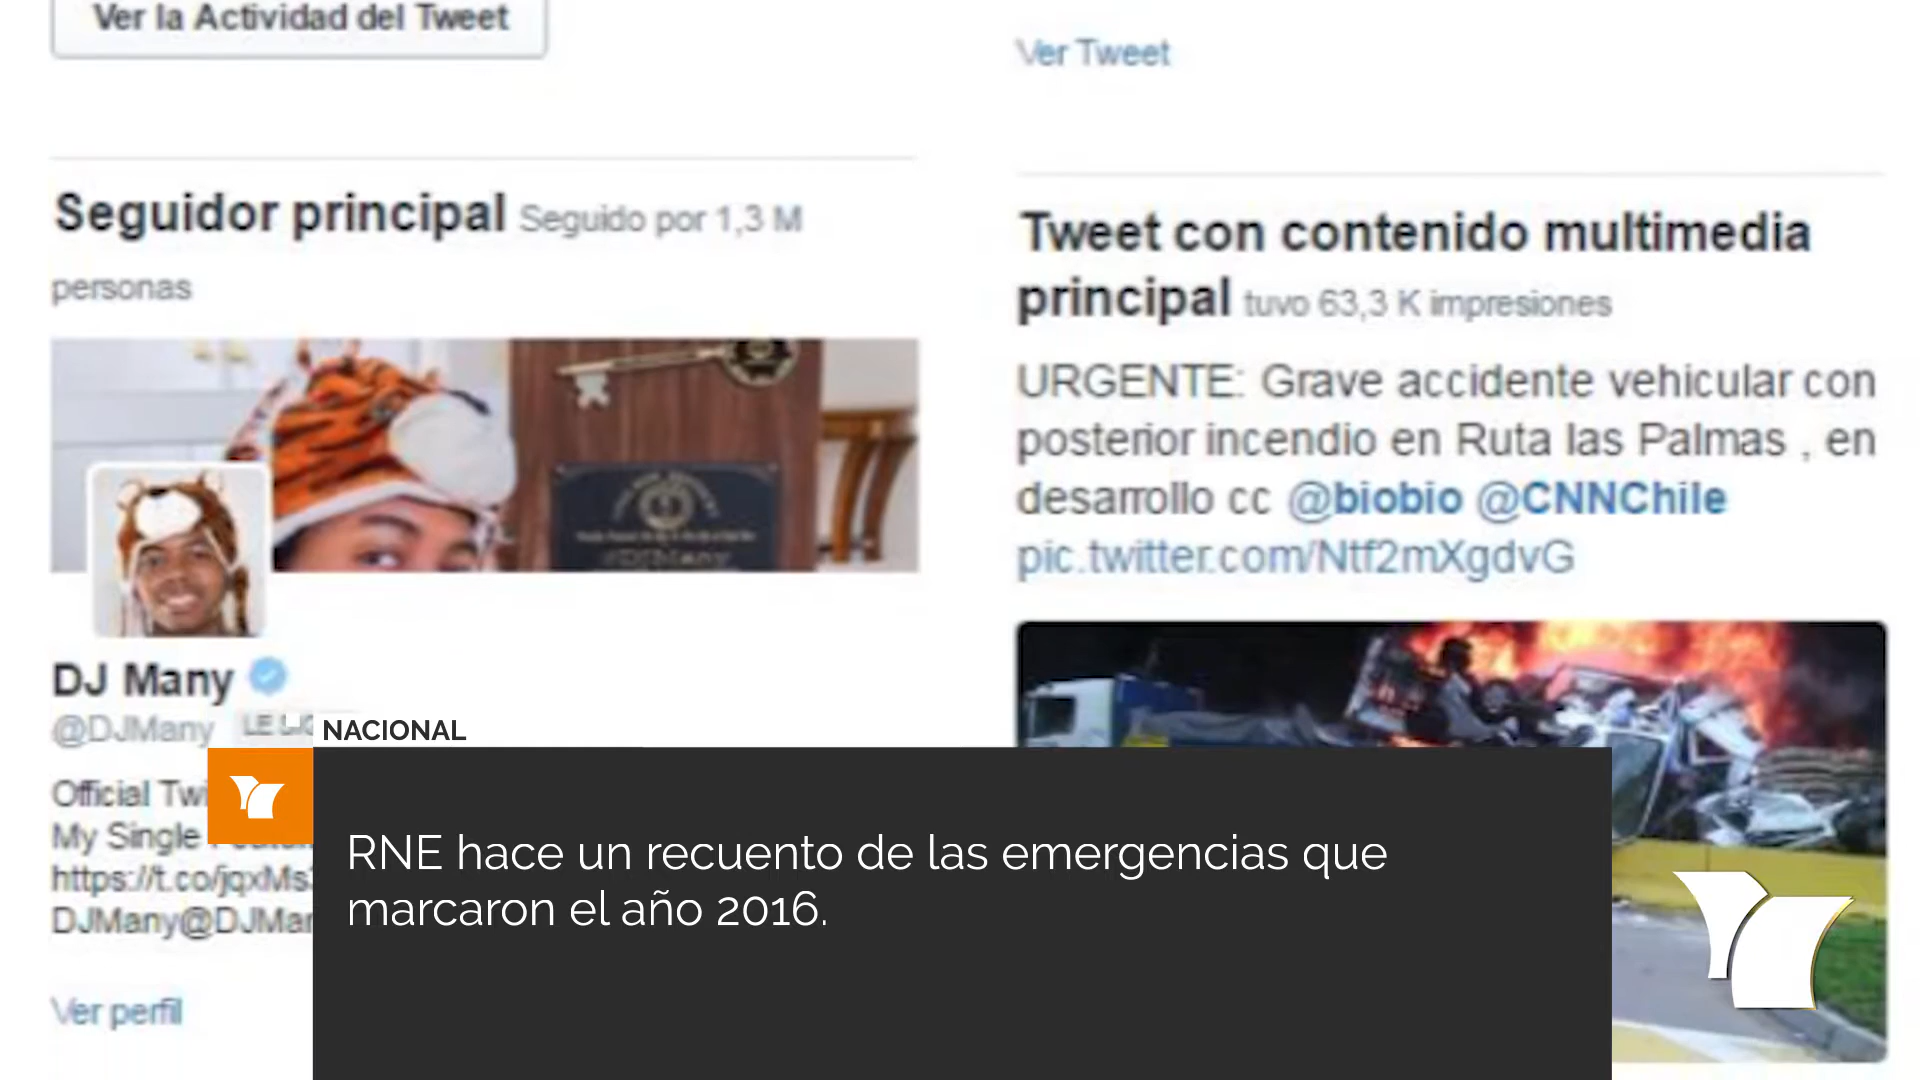 Ver la Actividad del Tweet
Seguidor principal Seguido por 1,3 M
personas
DJ Many
@DJMany
Official Twi
My Single
https://t.co/jqxMs
DJMany@DJMar
Ver perfil
Ver Tweet
Tweet con contenido multimedia
principal tuvo 63,3 K impresiones
URGENTE: Grave accidente vehicular con
posterior incendio en Ruta las Palmas , en
desarrollo cc @biobio @CNNChile
pic.twitter.com/Ntf2mXgdvG
NACIONAL
RNE hace un recuento de las emergencias que
marcaron el año 2016.